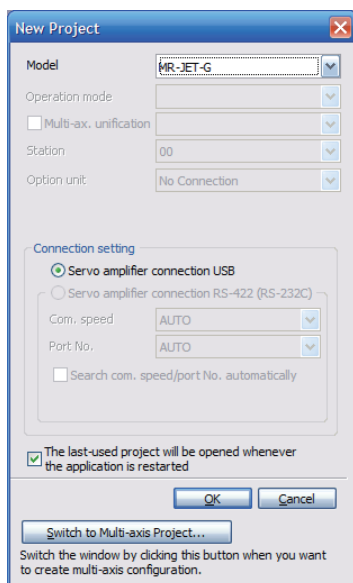 New Project
Model MR-JET-G
Operation mode
Multi-ax. unification
Station 00
Option unit No Connection
Connection setting
Servo amplifier connection USB
Servo amplifier connection RS-422 (RS-232C)
Com. speed AUTO
Port No. AUTO
Search com. speed/port No. automatically
The last-used project will be opened whenever
the application is restarted
OK Cancel
Switch to Multi-axis Project...
Switch the window by clicking this button when you want
to create multi-axis configuration.